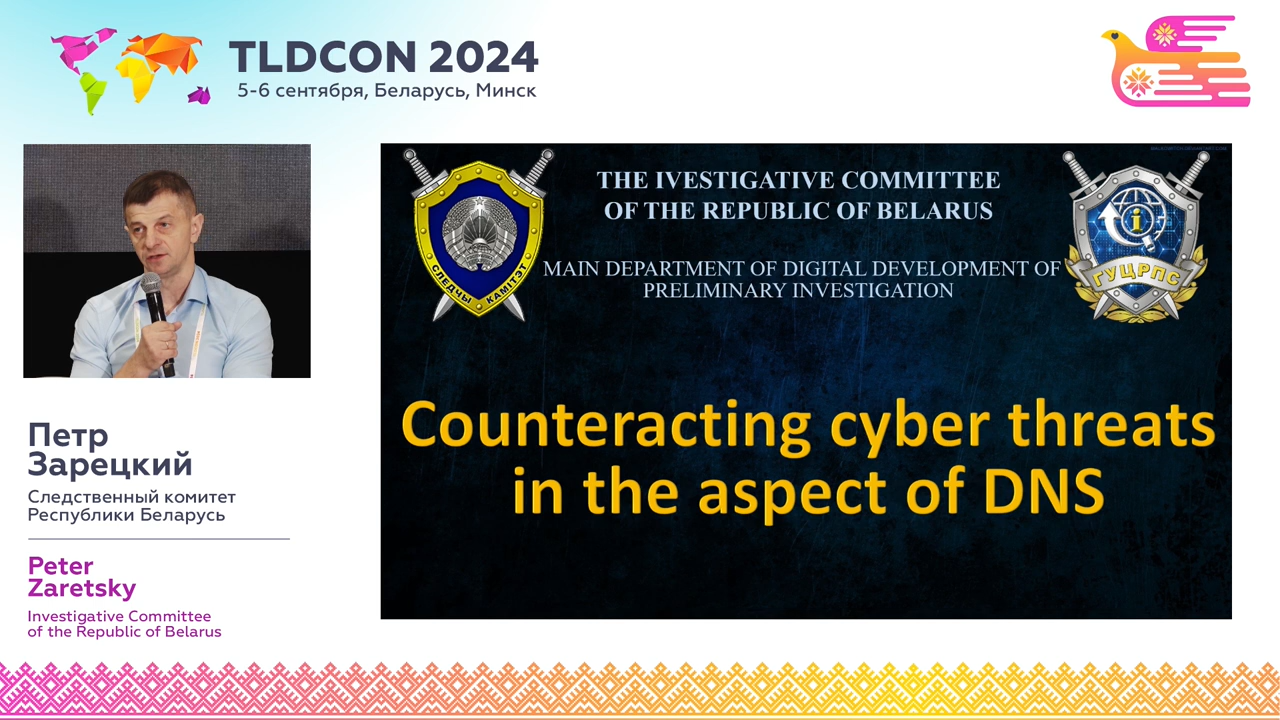 TLDCON 2024
5-6 сентября, Беларусь, Минск
THE IVESTIGATIVE COMMITTEE
OF THE REPUBLIC OF BELARUS
MAIN DEPARTMENT OF DIGITAL DEVELOPMENT OF
PRELIMINARY INVESTIGATION
СЛЕДЧЫ КАМІТЭТ
i
ГУЦРПС
Counteracting cyber threats
in the aspect of DNS
Петр
Зарецкий
Следственный комитет
Республики Беларусь
Peter
Zaretsky
Investigative Committee
of the Republic of Belarus